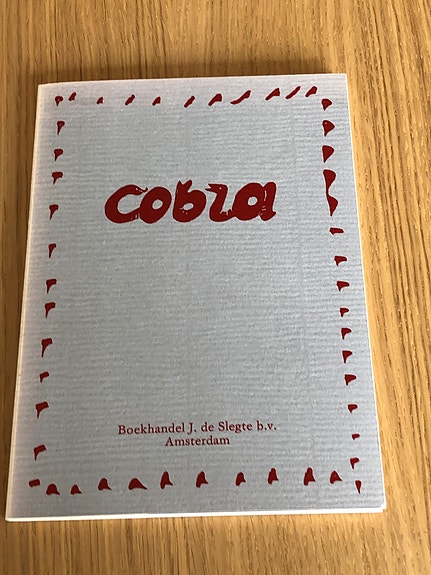 cobra
Boekhandel J. de Slegte b.v.
Amsterdam